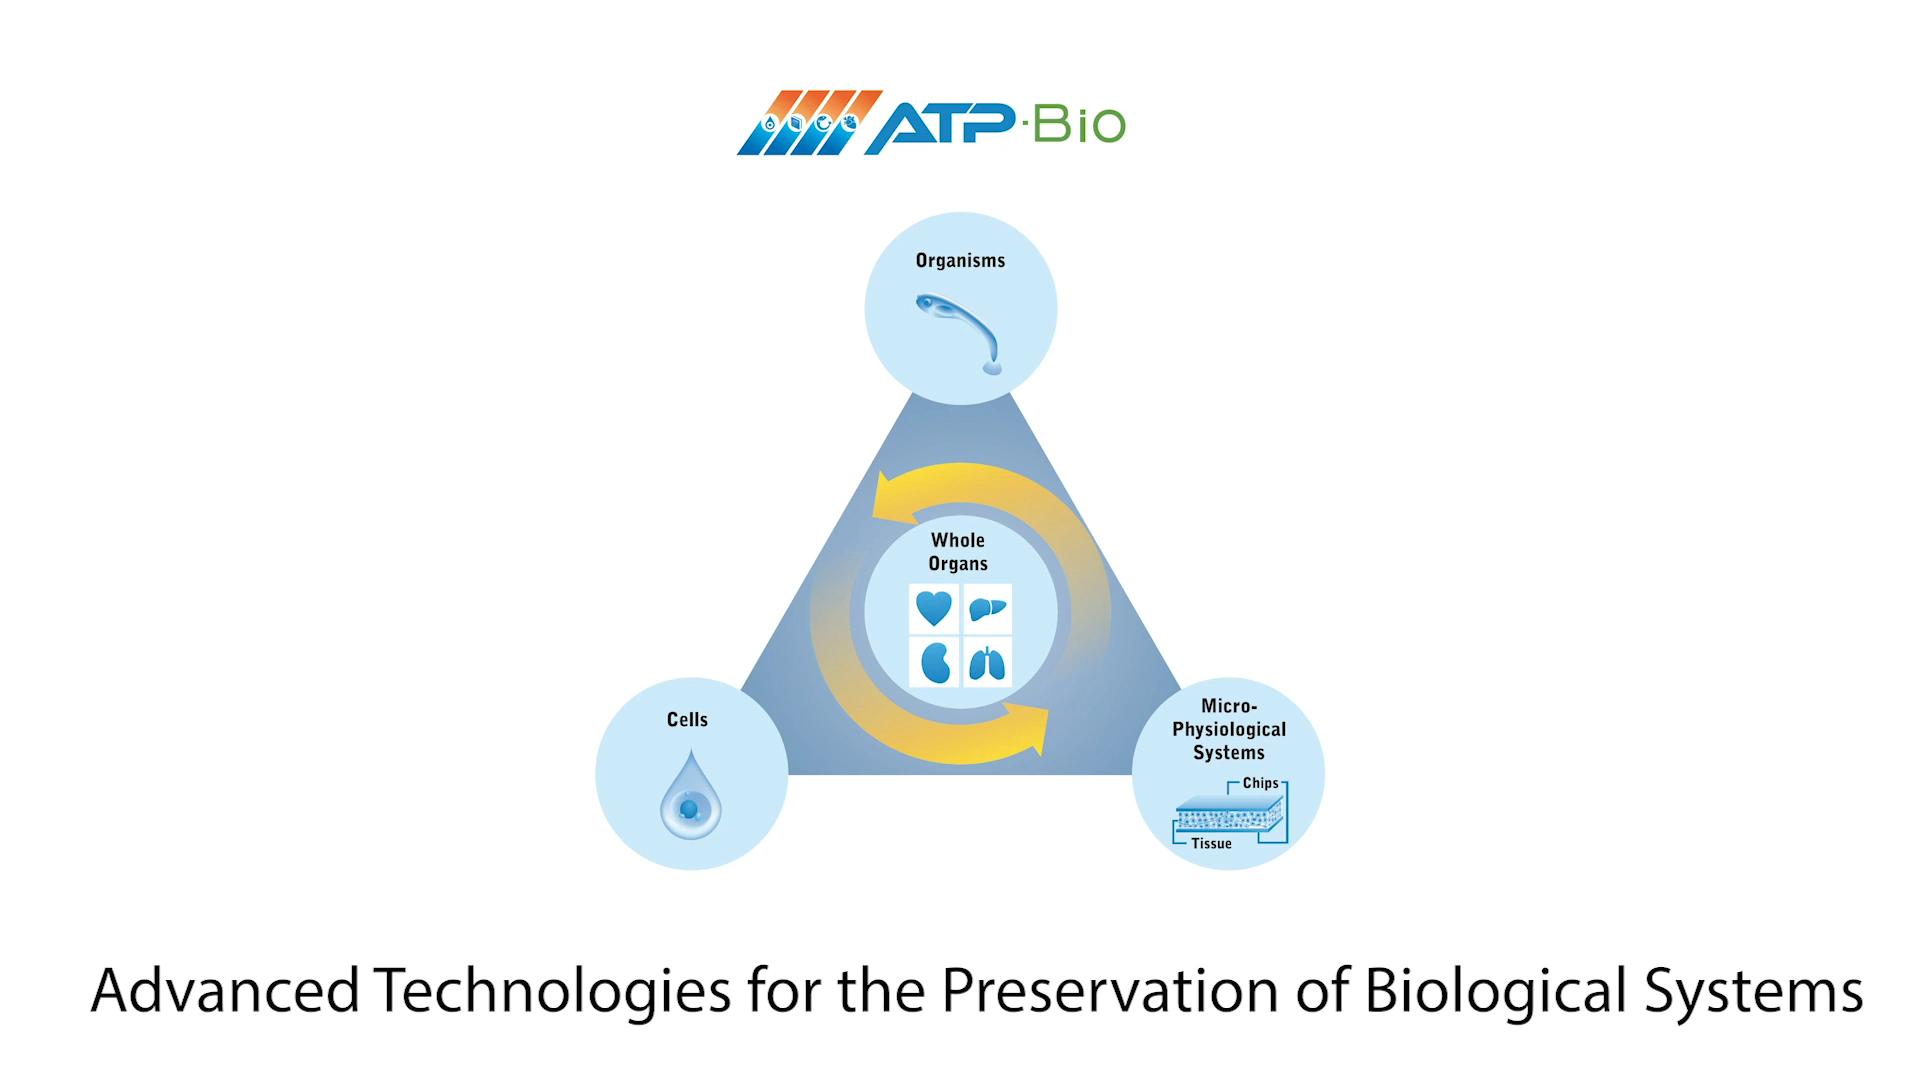 ATP·Bio
Organisms
Whole
Organs
Cells
Micro-
Physiological
Systems
Chips
Tissue
Advanced Technologies for the Preservation of Biological Systems